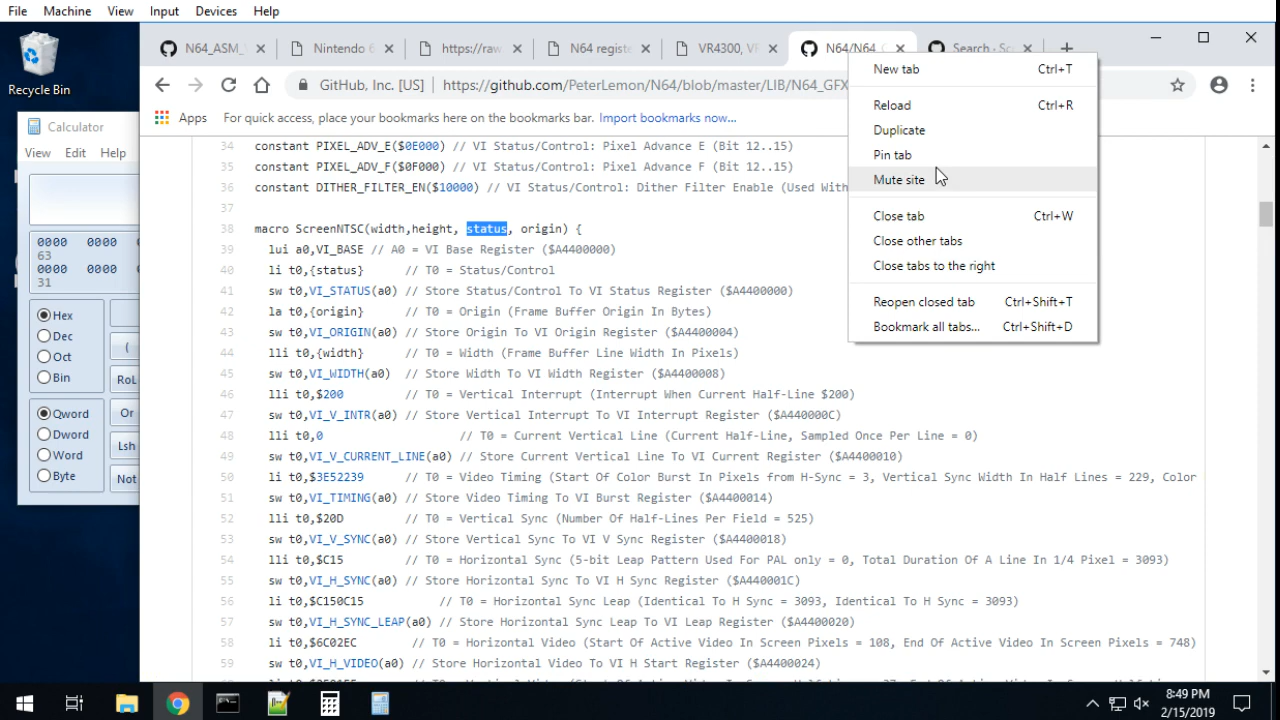 File Machine View Input Devices Help
Recycle Bin
N64_ASM_
Nintendo 6
https://raw
N64 registe
VR4300, VR
N64/N64_G
Search · Sc
GitHub, Inc. [US] https://github.com/PeterLemon/N64/blob/master/LIB/N64_GFX
Apps For quick access, place your bookmarks here on the bookmarks bar. Import bookmarks now...
New tab Ctrl+T
Reload Ctrl+R
Duplicate
Pin tab
Mute site
Close tab Ctrl+W
Close other tabs
Close tabs to the right
Reopen closed tab Ctrl+Shift+T
Bookmark all tabs... Ctrl+Shift+D
Calculator
View Edit Help
0000 0000
63
0000 0000
31
Hex
Dec
Oct
Bin
(
RoL
Qword
Dword
Word
Byte
Or
Lsh
Not
34 constant PIXEL_ADV_E($0E000) // VI Status/Control: Pixel Advance E (Bit 12..15)
35 constant PIXEL_ADV_F($0F000) // VI Status/Control: Pixel Advance F (Bit 12..15)
36 constant DITHER_FILTER_EN($10000) // VI Status/Control: Dither Filter Enable (Used With
37
38 macro ScreenNTSC(width,height, status, origin) {
39 lui a0,VI_BASE // A0 = VI Base Register ($A4400000)
40 li t0,{status} // T0 = Status/Control
41 sw t0,VI_STATUS(a0) // Store Status/Control To VI Status Register ($A4400000)
42 la t0,{origin} // T0 = Origin (Frame Buffer Origin In Bytes)
43 sw t0,VI_ORIGIN(a0) // Store Origin To VI Origin Register ($A4400004)
44 lli t0,{width} // T0 = Width (Frame Buffer Line Width In Pixels)
45 sw t0,VI_WIDTH(a0) // Store Width To VI Width Register ($A4400008)
46 lli t0,$200 // T0 = Vertical Interrupt (Interrupt When Current Half-Line $200)
47 sw t0,VI_V_INTR(a0) // Store Vertical Interrupt To VI Interrupt Register ($A440000C)
48 lli t0,0 // T0 = Current Vertical Line (Current Half-Line, Sampled Once Per Line = 0)
49 sw t0,VI_V_CURRENT_LINE(a0) // Store Current Vertical Line To VI Current Register ($A4400010)
50 li t0,$3E52239 // T0 = Video Timing (Start Of Color Burst In Pixels from H-Sync = 3, Vertical Sync Width In Half Lines = 229, Color
51 sw t0,VI_TIMING(a0) // Store Video Timing To VI Burst Register ($A4400014)
52 lli t0,$20D // T0 = Vertical Sync (Number Of Half-Lines Per Field = 525)
53 sw t0,VI_V_SYNC(a0) // Store Vertical Sync To VI V Sync Register ($A4400018)
54 lli t0,$C15 // T0 = Horizontal Sync (5-bit Leap Pattern Used For PAL only = 0, Total Duration Of A Line In 1/4 Pixel = 3093)
55 sw t0,VI_H_SYNC(a0) // Store Horizontal Sync To VI H Sync Register ($A440001C)
56 li t0,$C150C15 // T0 = Horizontal Sync Leap (Identical To H Sync = 3093, Identical To H Sync = 3093)
57 sw t0,VI_H_SYNC_LEAP(a0) // Store Horizontal Sync Leap To VI H Sync Leap Register ($A4400020)
58 li t0,$6C02EC // T0 = Horizontal Video (Start Of Active Video In Screen Pixels = 108, End Of Active Video In Screen Pixels = 748)
59 sw t0,VI_H_VIDEO(a0) // Store Horizontal Video To VI H Start Register ($A4400024)
8:49 PM
2/15/2019